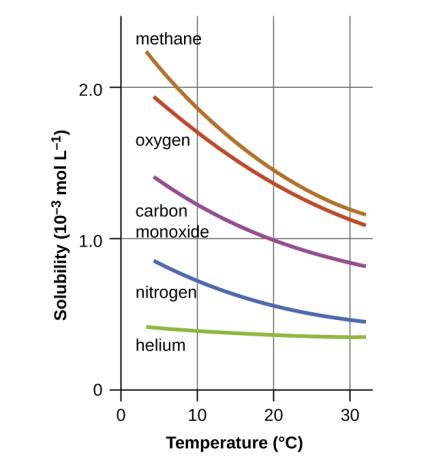 methane
2.0
oxygen
carbon
monoxide
1.0
nitrogen
helium
0
0 10 20 30
Temperature (°C)
Solubility (10⁻³ mol L⁻¹)